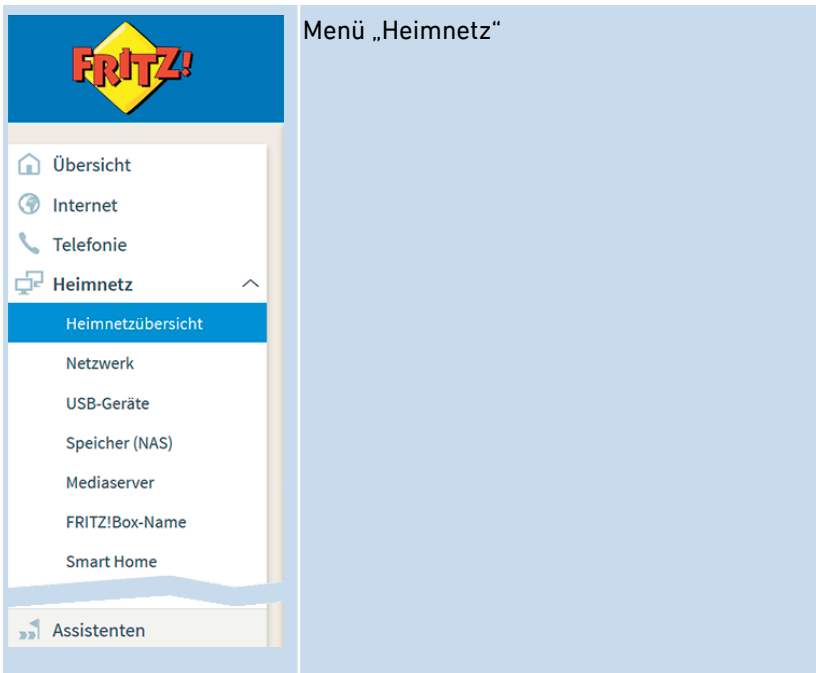 FRITZ!
Menü „Heimnetz“
Übersicht
Internet
Telefonie
Heimnetz
Heimnetzübersicht
Netzwerk
USB-Geräte
Speicher (NAS)
Mediaserver
FRITZ!Box-Name
Smart Home
Assistenten